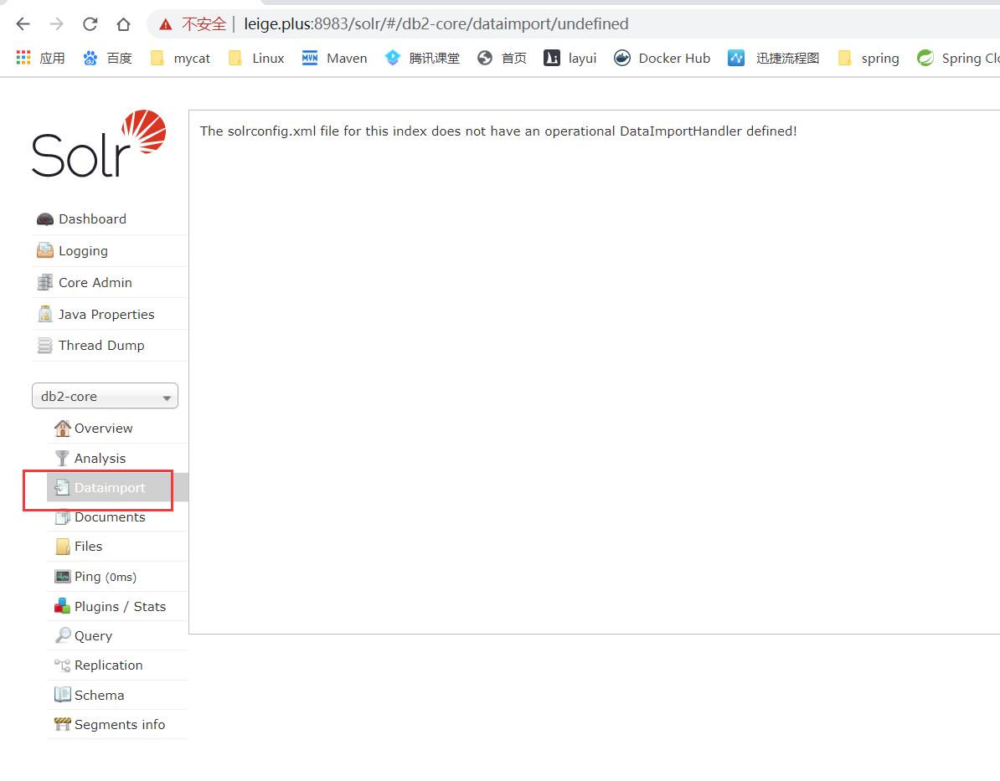 不安全 | leige.plus:8983/solr/#/db2-core/dataimport/undefined
应用 百度 mycat Linux MVN Maven 腾讯课堂 首页 layui Docker Hub 迅捷流程图 spring Spring Clo
Solr
The solrconfig.xml file for this index does not have an operational DataImportHandler defined!
Dashboard
Logging
Core Admin
Java Properties
Thread Dump
db2-core
Overview
Analysis
Dataimport
Documents
Files
Ping (0ms)
Plugins / Stats
Query
Replication
Schema
Segments info